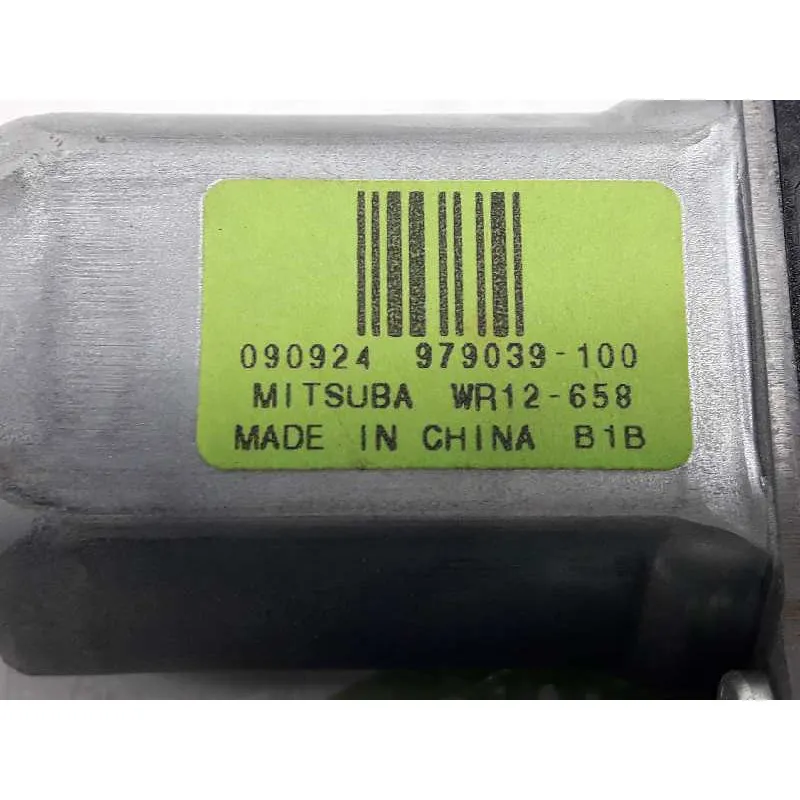 090924 979039-100
MITSUBA WR12-658
MADE IN CHINA B1B